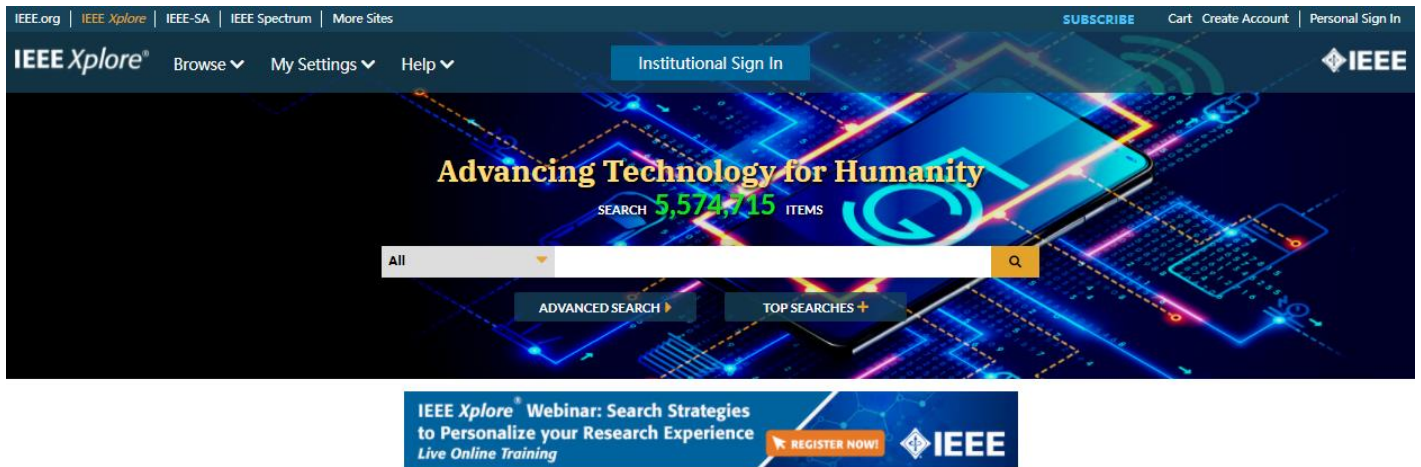 IEEE.org | IEEE Xplore | IEEE-SA | IEEE Spectrum | More Sites SUBSCRIBE Cart Create Account | Personal Sign In
IEEE Xplore® Browse My Settings Help Institutional Sign In IEEE
Advancing Technology for Humanity
SEARCH 5,574,715 ITEMS
5G
All
ADVANCED SEARCH TOP SEARCHES +
IEEE Xplore® Webinar: Search Strategies
to Personalize your Research Experience
Live Online Training
REGISTER NOW!
IEEE